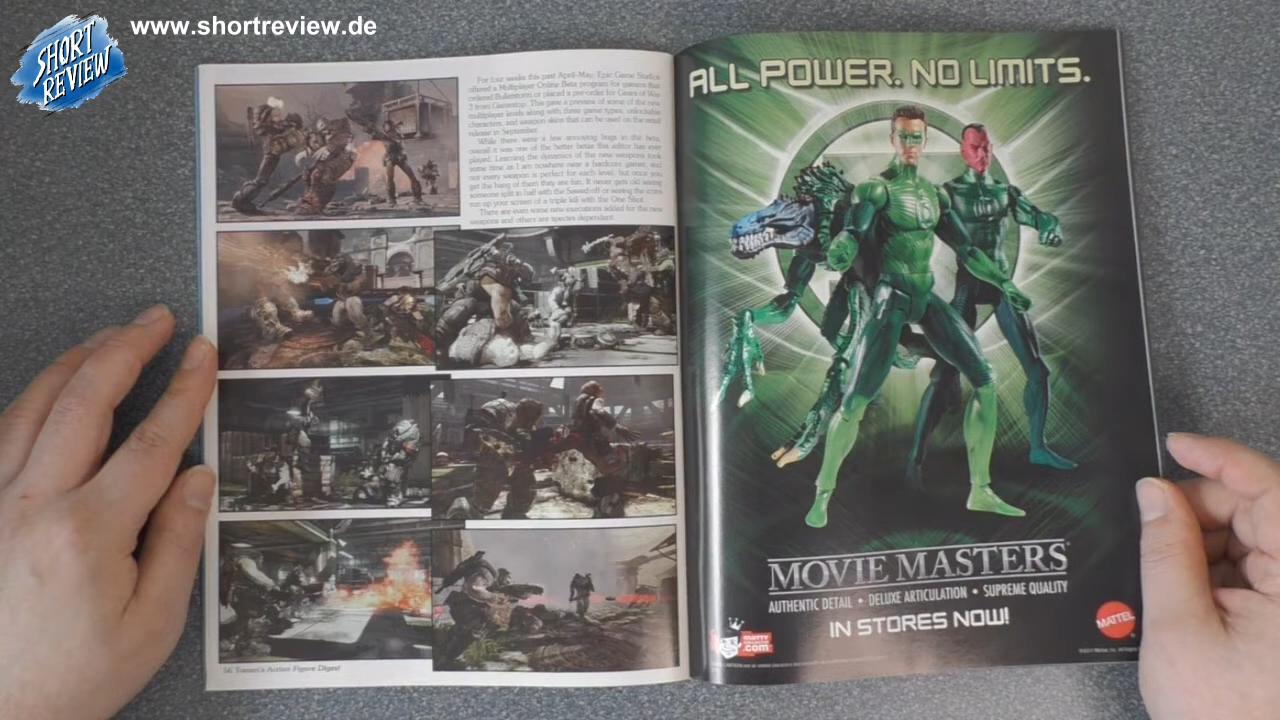 SHORT
REVIEW
www.shortreview.de
For four weeks this past April-May, Epic Game Studios
offered a Multiplayer Online Beta program for gamers that
ordered Bulletstorm or placed a pre-order for Gears of War
3 from Gamestop. This gave a preview of some of the new
multiplayer levels along with three game types, unlockable
characters, and weapon skins that can be used on the retail
release in September.
While there were a few annoying bugs in the beta,
overall it was one of the better betas this editor has ever
played. Learning the dynamics of the new weapons took
some time as I am nowhere near a hardcore gamer, and
not every weapon is perfect for each level, but once you
get the hang of them they are fun. It never gets old seeing
someone split in half with the Sawed-off or seeing the icons
run up your screen of a triple kill with the One Shot.
There are even some new executions added for the new
weapons and others are species dependant.
56 Tomart's Action Figure Digest
ALL POWER. NO LIMITS.
MOVIE MASTERS
AUTHENTIC DETAIL • DELUXE ARTICULATION • SUPREME QUALITY
IN STORES NOW!
MATTY
COLLECTOR
.com
MATTEL